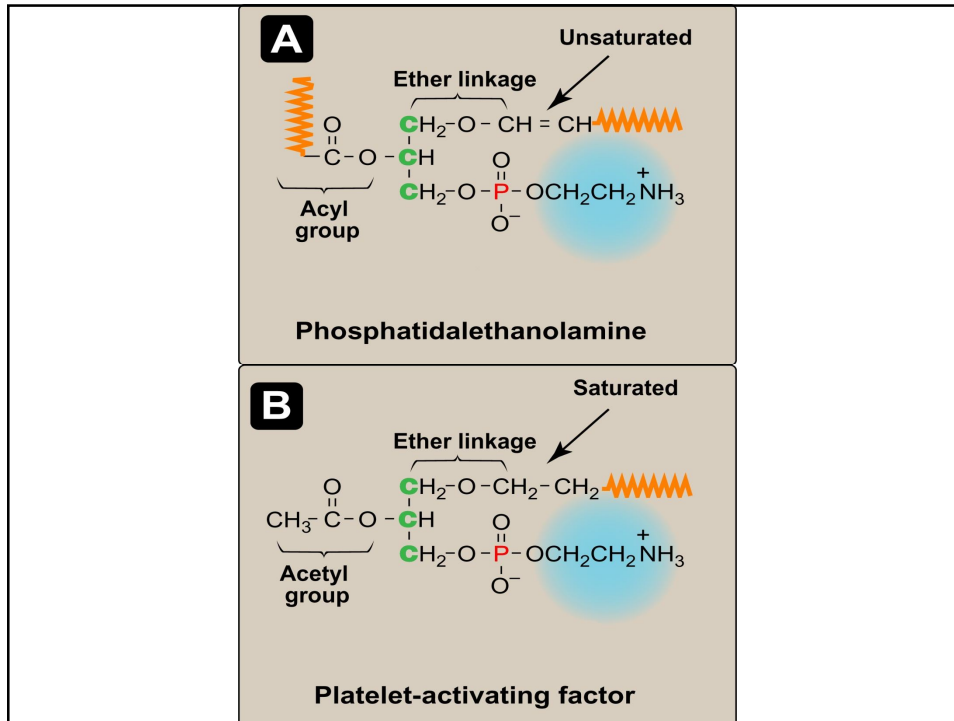 A
Unsaturated
Ether linkage
O
CH₂–O–CH=CH
–C–O–CH
O
CH₂–O–P–OCH₂CH₂NH₃
+
O–
Acyl
group
Phosphatidalethanolamine
B
Saturated
Ether linkage
O
CH₂–O–CH₂–CH₂
CH₃–C–O–CH
O
CH₂–O–P–OCH₂CH₂NH₃
+
O–
Acetyl
group
Platelet-activating factor